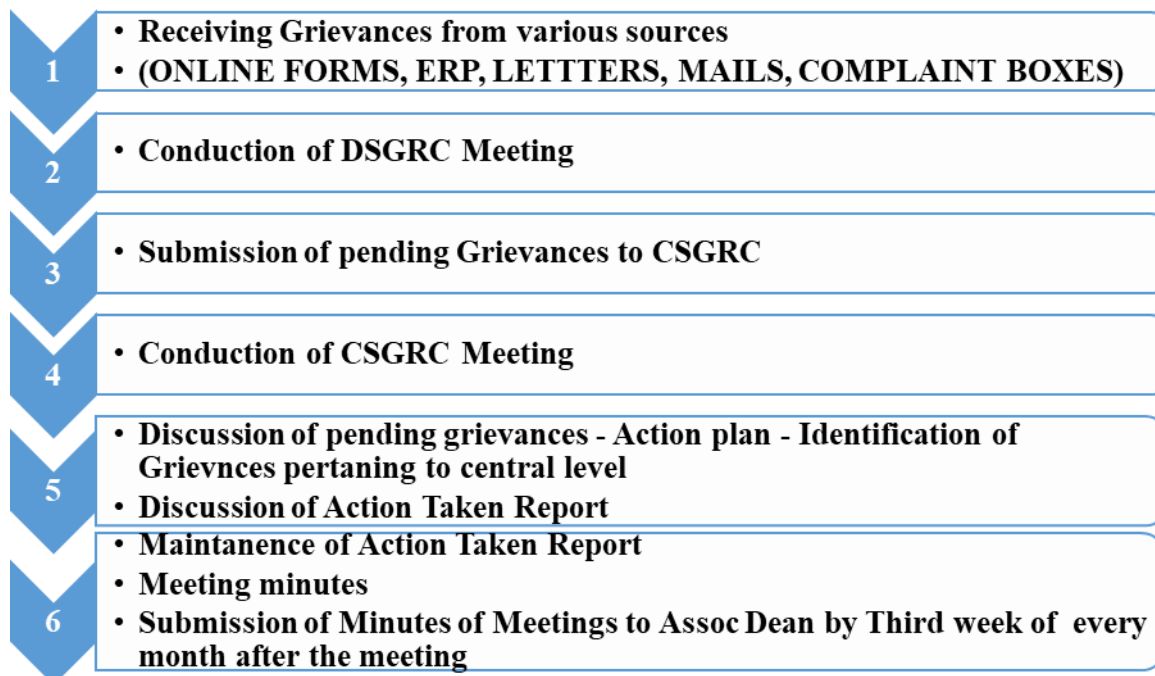 1
• Receiving Grievances from various sources
• (ONLINE FORMS, ERP, LETTTERS, MAILS, COMPLAINT BOXES)
2
• Conduction of DSGRC Meeting
3
• Submission of pending Grievances to CSGRC
4
• Conduction of CSGRC Meeting
5
• Discussion of pending grievances - Action plan - Identification of
Grievnces pertaning to central level
• Discussion of Action Taken Report
6
• Maintanence of Action Taken Report
• Meeting minutes
• Submission of Minutes of Meetings to Assoc Dean by Third week of every
month after the meeting